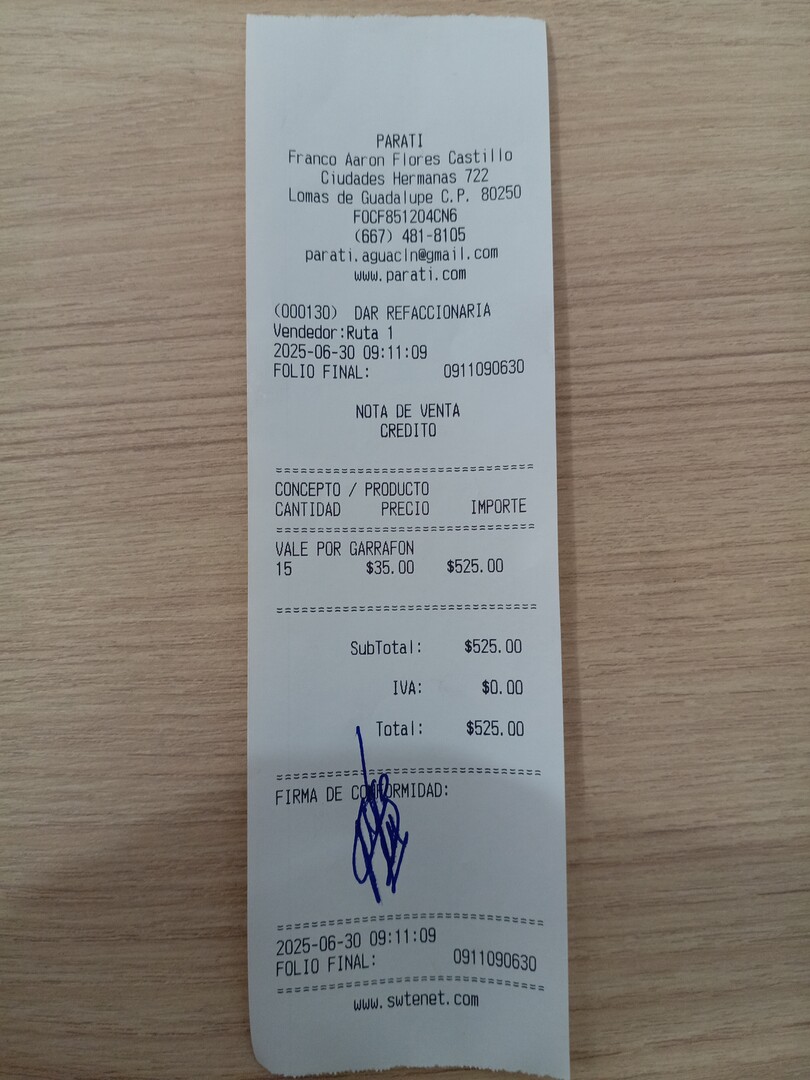 PARATI
Franco Aaron Flores Castillo
Ciudades Hermanas 722
Lomas de Guadalupe C.P. 80250
FOCF851204CN6
(667) 481-8105
parati.aguacln@gmail.com
www.parati.com
(000130) DAR REFACCIONARIA
Vendedor:Ruta 1
2025-06-30 09:11:09
FOLIO FINAL: 0911090630
NOTA DE VENTA
CREDITO
================================
CONCEPTO / PRODUCTO
CANTIDAD PRECIO IMPORTE
================================
VALE POR GARRAFON
15 $35.00 $525.00
================================
SubTotal: $525.00
IVA: $0.00
Total: $525.00
================================
FIRMA DE CONFORMIDAD:
================================
2025-06-30 09:11:09
FOLIO FINAL: 0911090630
================================
www.swtenet.com